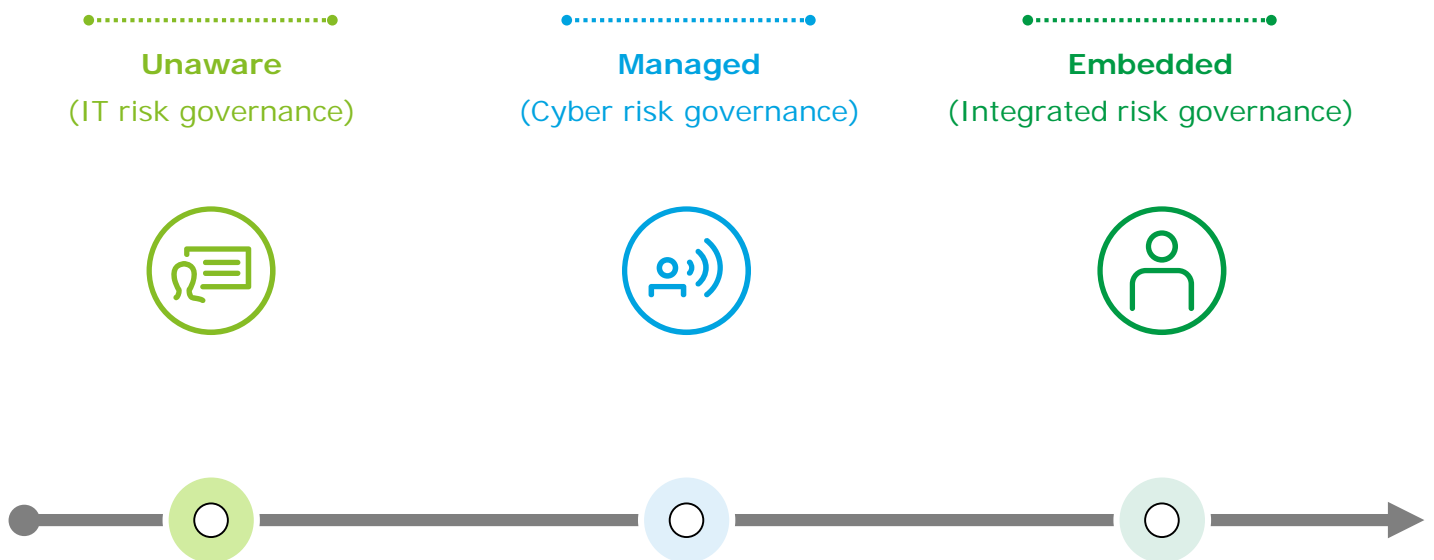 Unaware
(IT risk governance)
Managed
(Cyber risk governance)
Embedded
(Integrated risk governance)